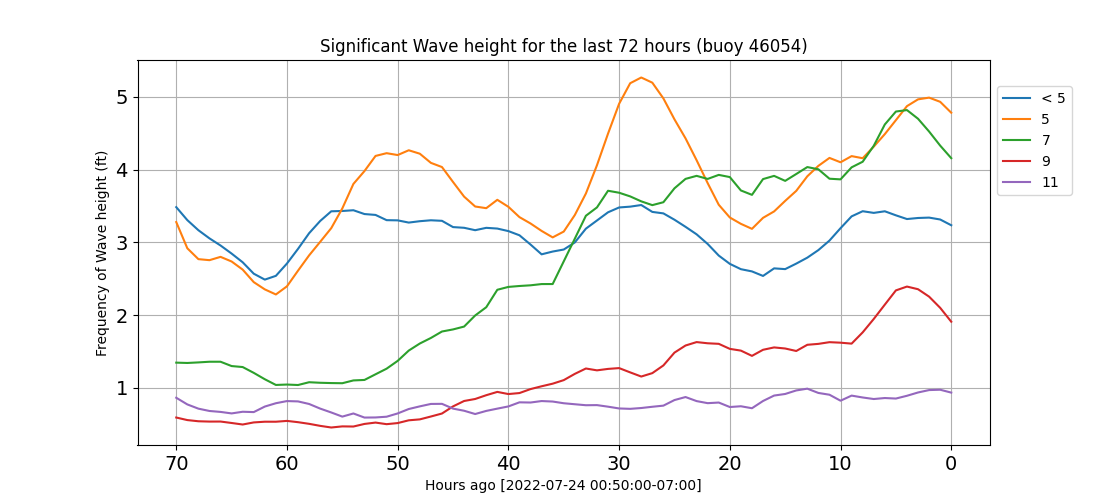 Significant Wave height for the last 72 hours (buoy 46054)
Frequency of Wave height (ft)
5
4
3
2
1
70 60 50 40 30 20 10 0
Hours ago [2022-07-24 00:50:00-07:00]
< 5
5
7
9
11